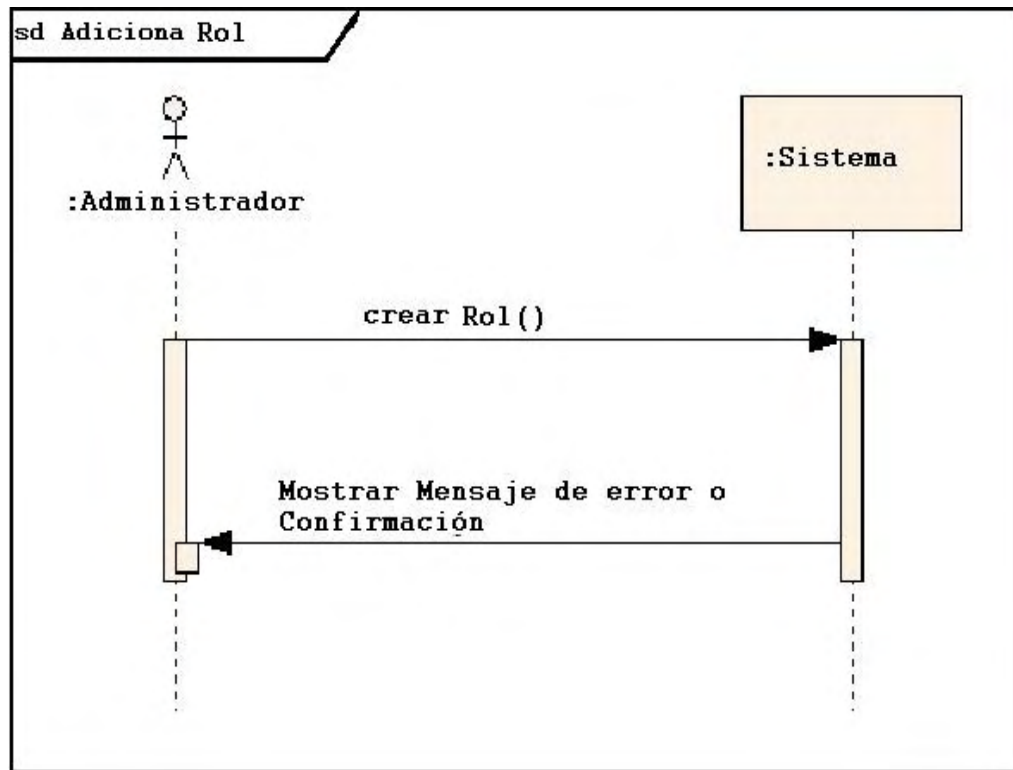 sd Adiciona Rol
:Administrador
:Sistema
crear Rol()
Mostrar Mensaje de error o
Confirmación